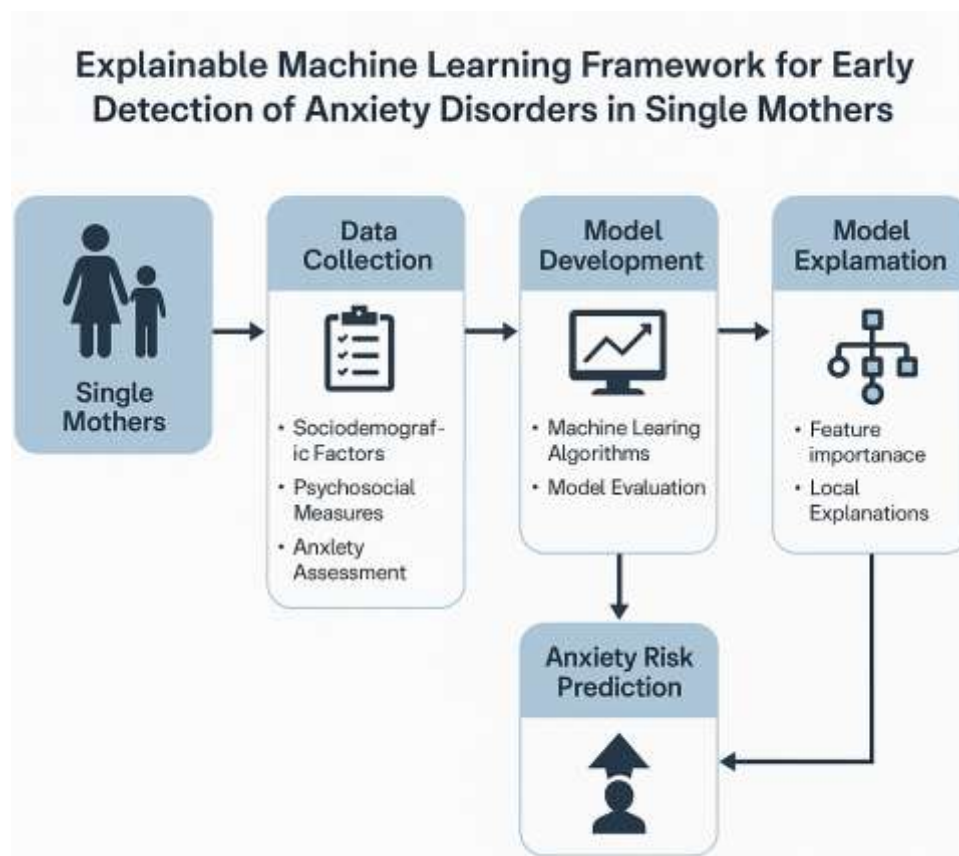 Explainable Machine Learning Framework for Early
Detection of Anxiety Disorders in Single Mothers
Single
Mothers
Data
Collection
• Sociodemograf-
ic Factors
• Psychosocial
Measures
• Anxlety
Assessment
Model
Development
• Machine Learing
Algorithms
• Model Evaluation
Model
Explamation
• Feature
importanace
• Local
Explanations
Anxiety Risk
Prediction